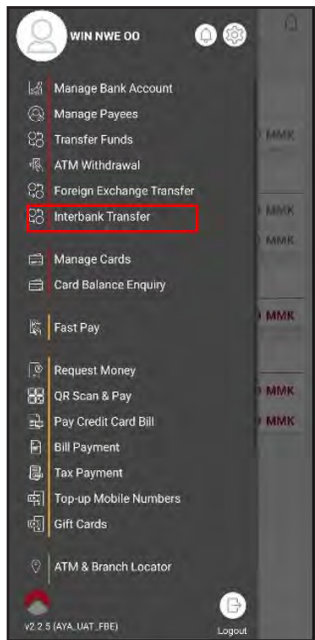 WIN NWE OO
Manage Bank Account
Manage Payees
Transfer Funds
MMK
ATM Withdrawal
Foreign Exchange Transfer
Interbank Transfer
MMK
MMK
Manage Cards
Card Balance Enquiry
MMK
Fast Pay
Request Money
MMK
QR Scan & Pay
MMK
Pay Credit Card Bill
Bill Payment
Tax Payment
Top-up Mobile Numbers
Gift Cards
ATM & Branch Locator
v2.2.5 (AYA_UAT_FBE)
Logout